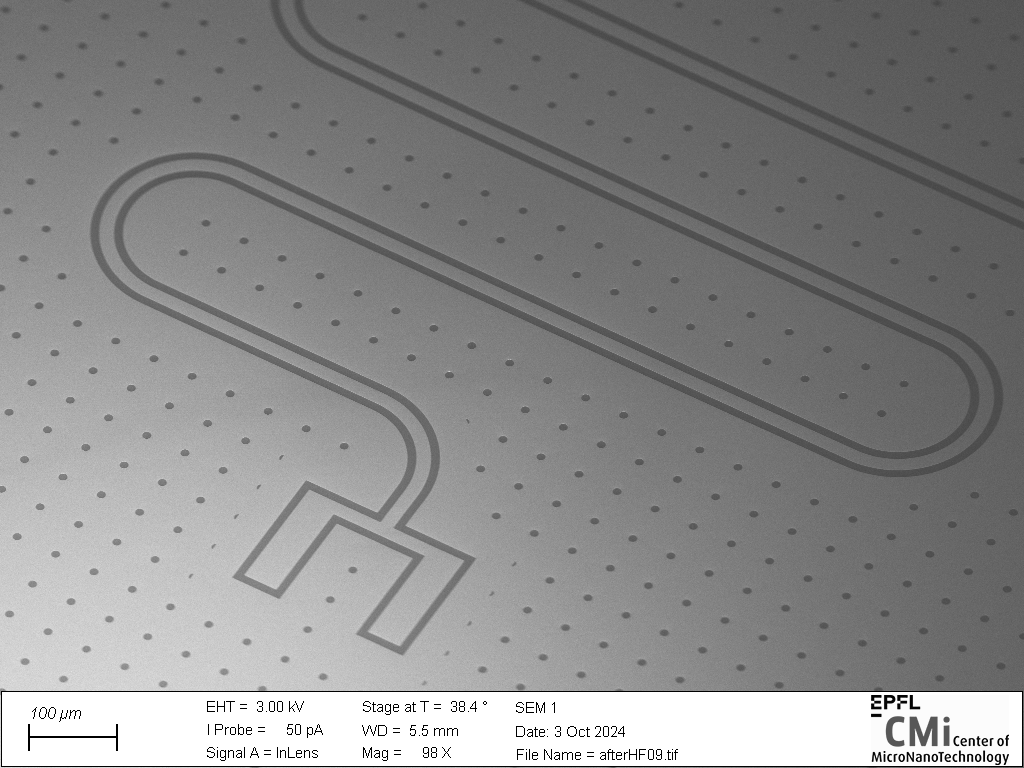 100 µm
EHT = 3.00 kV
I Probe = 50 pA
Signal A = InLens
Stage at T = 38.4 °
WD = 5.5 mm
Mag = 98 X
SEM 1
Date: 3 Oct 2024
File Name = afterHF09.tif
EPFL
CMi Center of
MicroNanoTechnology